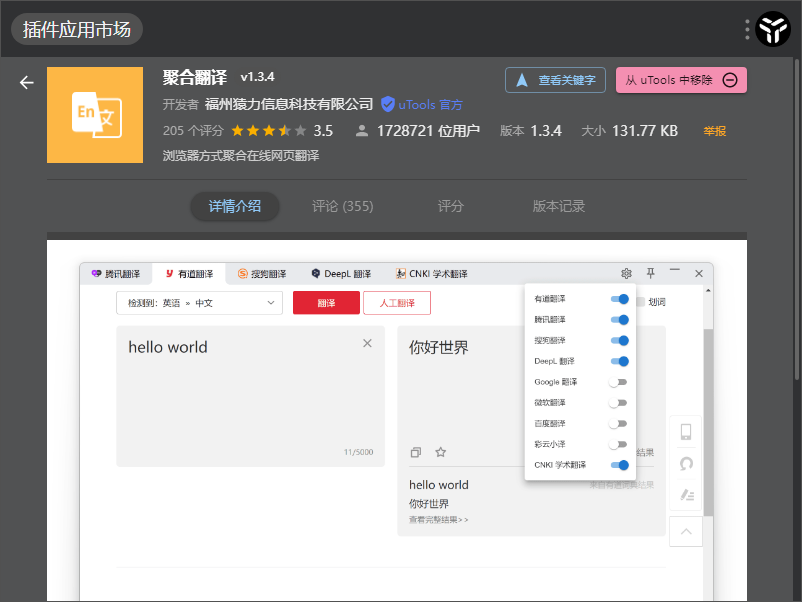 插件应用市场
聚合翻译 v1.3.4
查看关键字
从 uTools 中移除
开发者 福州猿力信息科技有限公司 uTools 官方
205 个评分 3.5 1728721 位用户 版本 1.3.4 大小 131.77 KB 举报
浏览器方式聚合在线网页翻译
En 文
详情介绍 评论 (355) 评分 版本记录
腾讯翻译 有道翻译 搜狗翻译 DeepL 翻译 CNKI 学术翻译
检测到: 英语 » 中文 翻译 人工翻译 划词
hello world
11/5000
你好世界
结果
hello world
你好世界
查看完整结果>>
有道翻译
腾讯翻译
搜狗翻译
DeepL 翻译
Google 翻译
微软翻译
百度翻译
彩云小译
CNKI 学术翻译